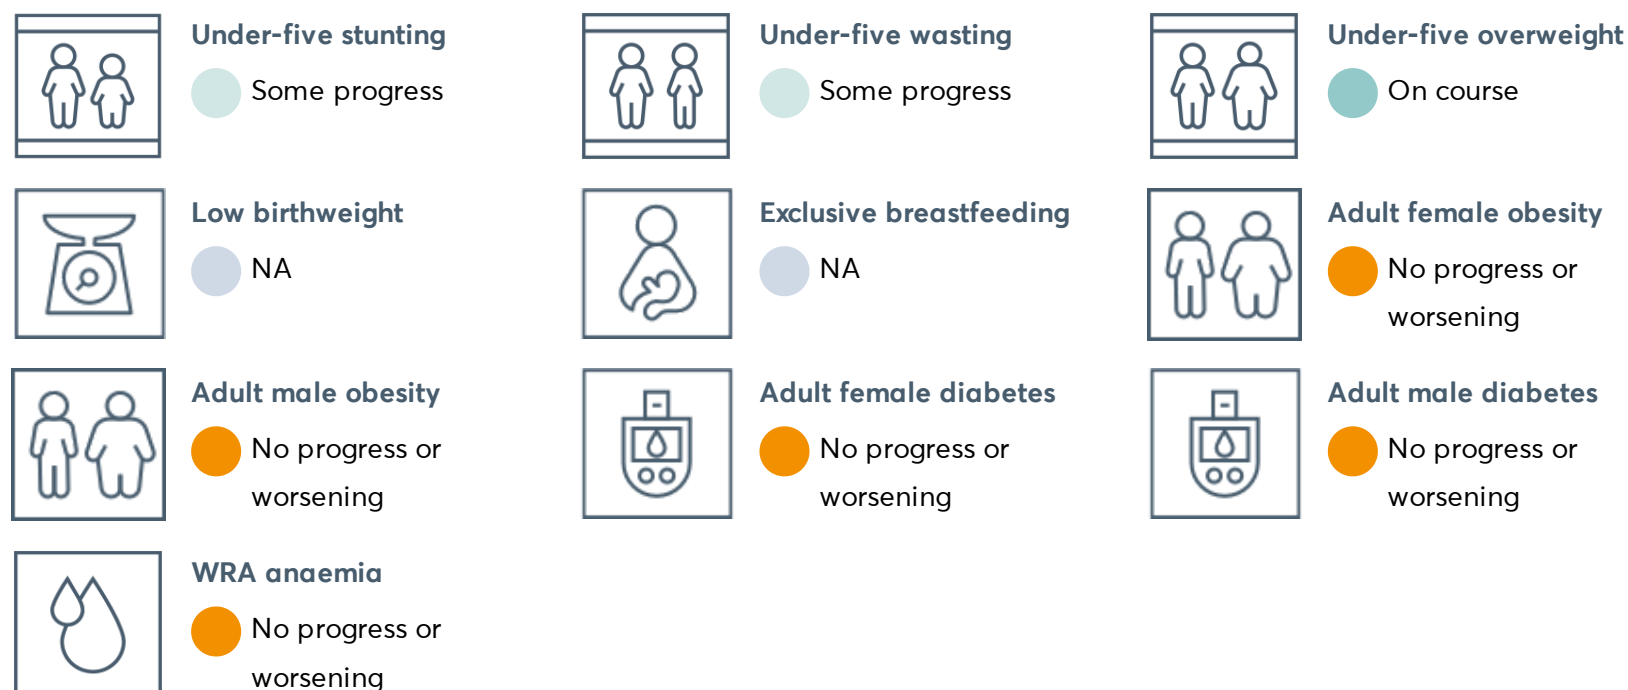 Under-five stunting
Some progress
Under-five wasting
Some progress
Under-five overweight
On course
Low birthweight
NA
Exclusive breastfeeding
NA
Adult female obesity
No progress or
worsening
Adult male obesity
No progress or
worsening
Adult female diabetes
No progress or
worsening
Adult male diabetes
No progress or
worsening
WRA anaemia
No progress or
worsening